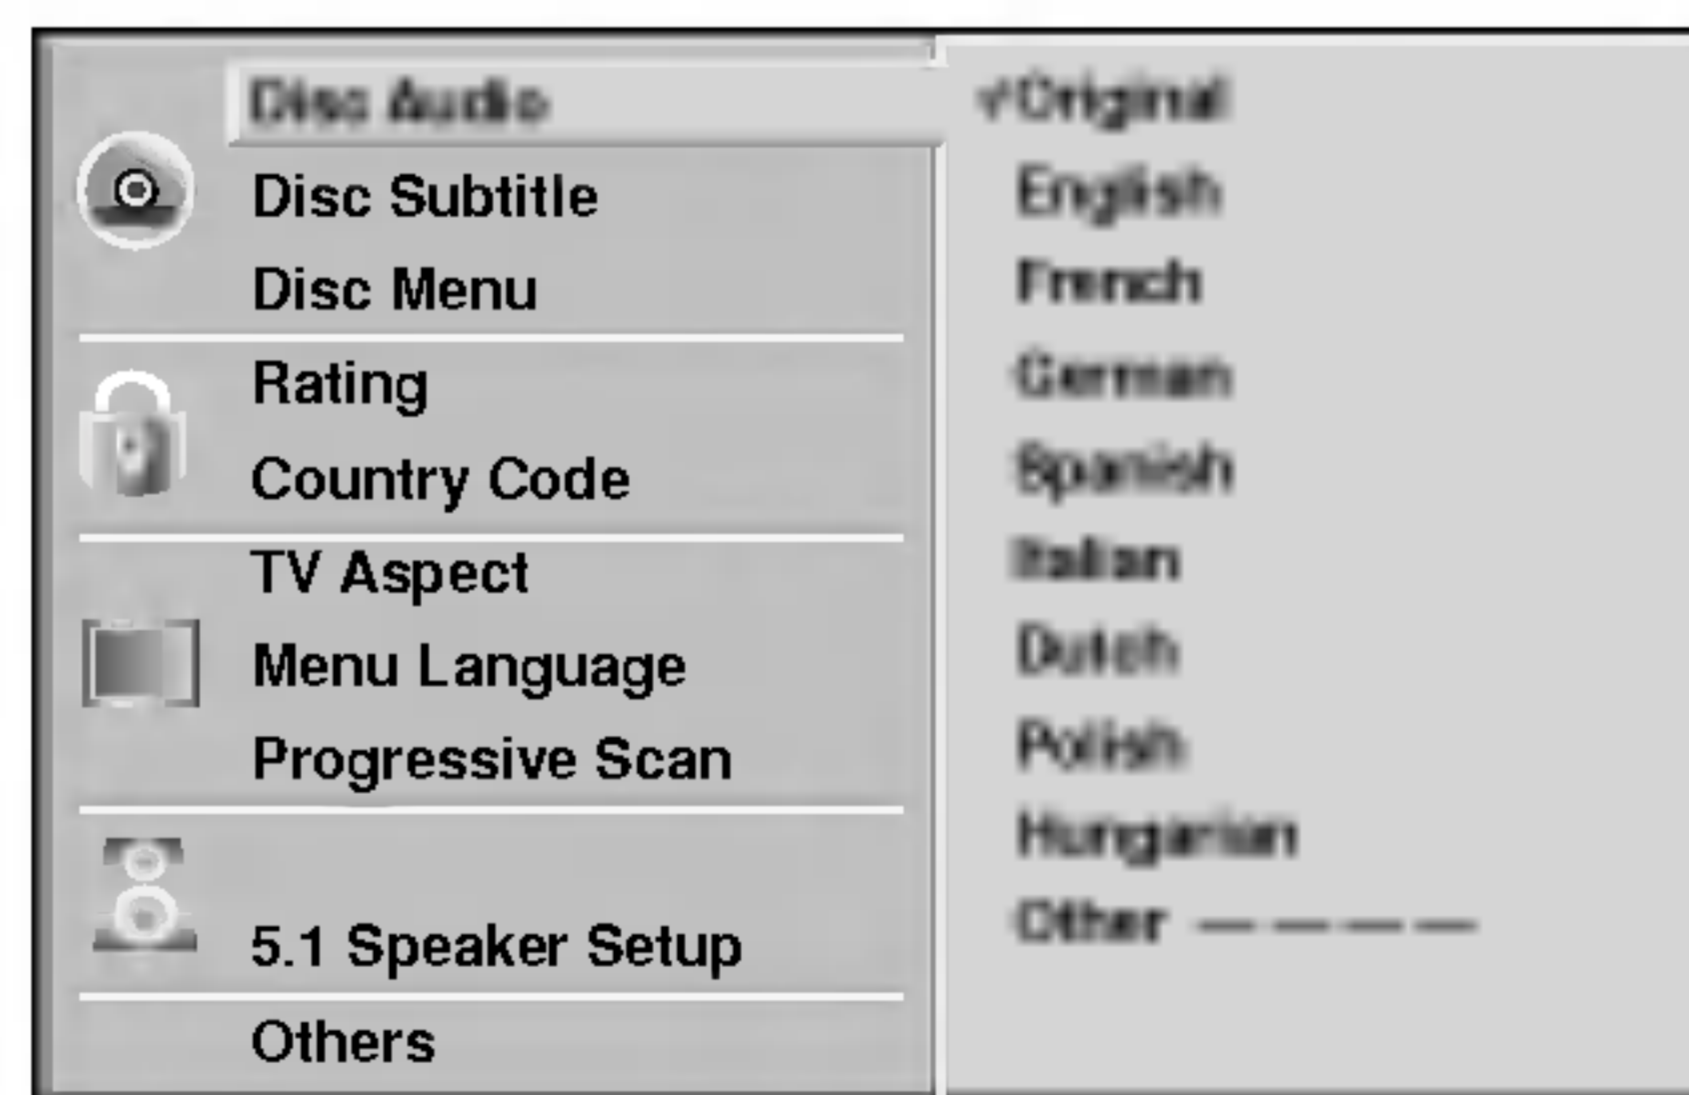 Disc Audio
Disc Subtitle
Disc Menu
Rating
Country Code
TV Aspect
Menu Language
Progressive Scan
5.1 Speaker Setup
Others
✓Original
English
French
German
Spanish
Italian
Dutch
Polish
Hungarian
Other — — — —